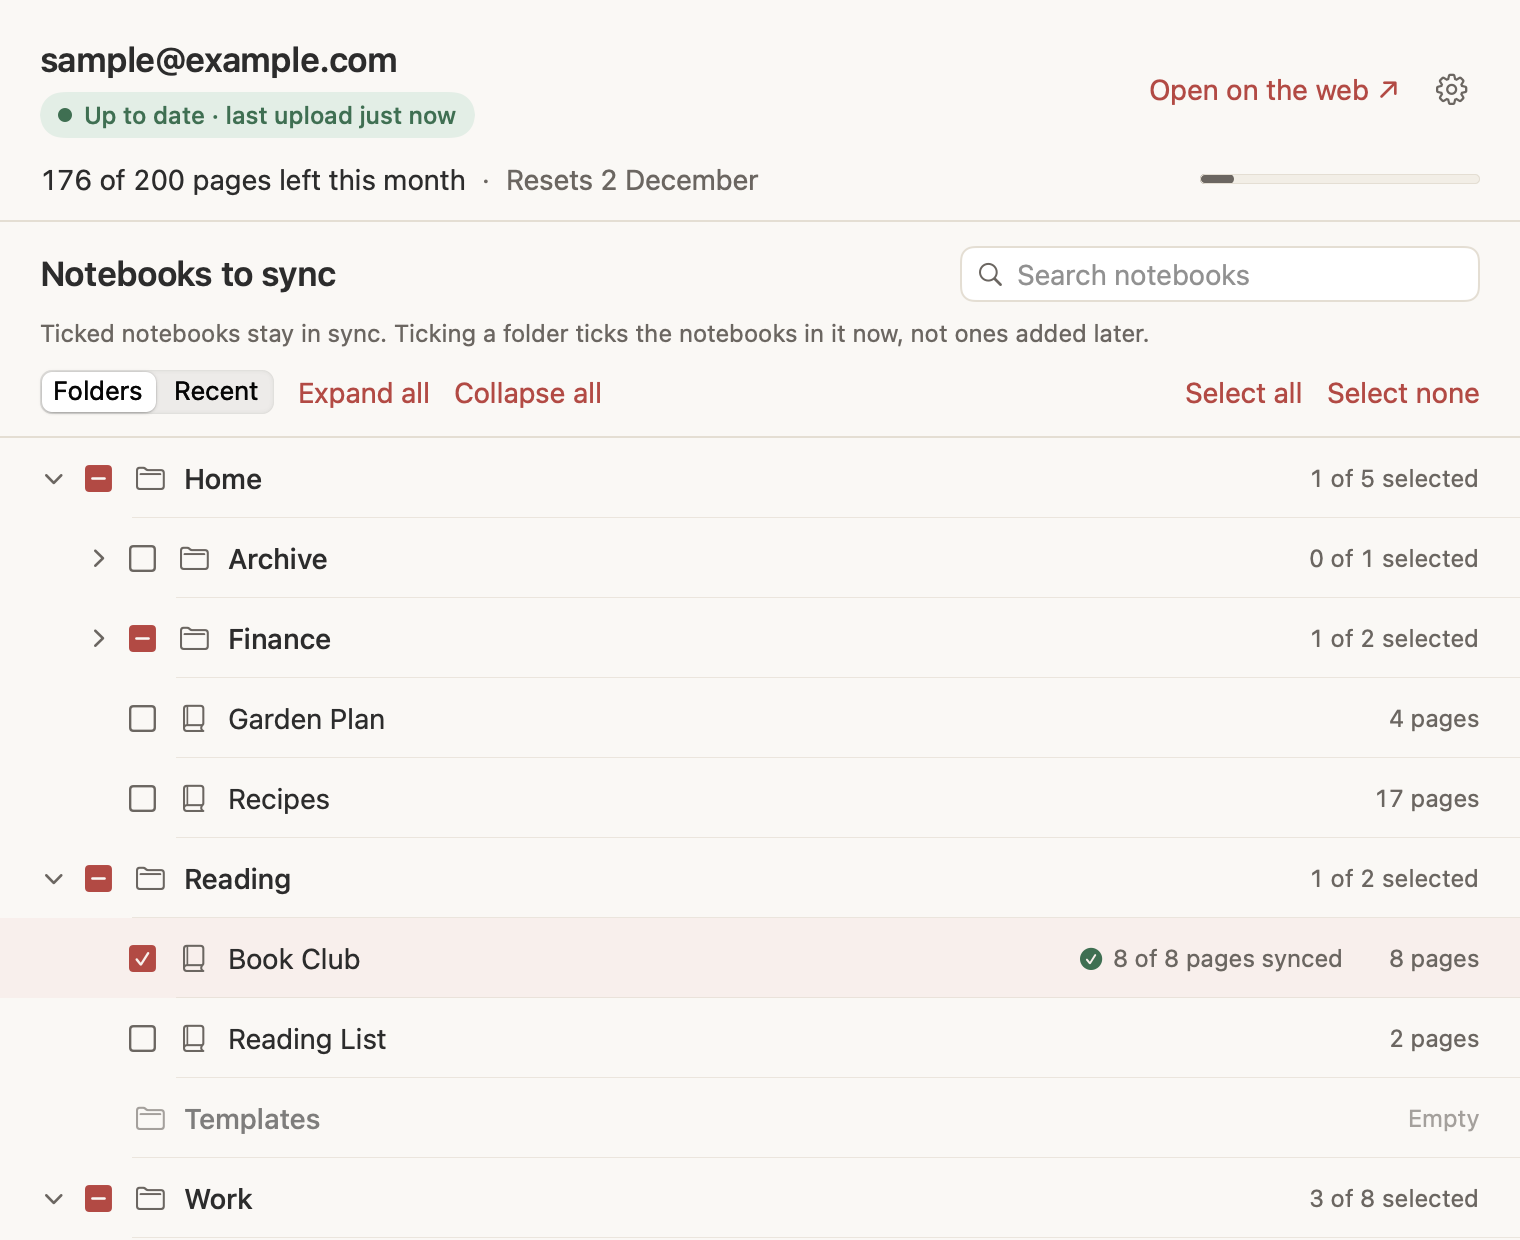 sample@example.com
Up to date · last upload just now
Open on the web ↗
176 of 200 pages left this month · Resets 2 December
Notebooks to sync
Search notebooks
Ticked notebooks stay in sync. Ticking a folder ticks the notebooks in it now, not ones added later.
Folders Recent Expand all Collapse all Select all Select none
Home 1 of 5 selected
Archive 0 of 1 selected
Finance 1 of 2 selected
Garden Plan 4 pages
Recipes 17 pages
Reading 1 of 2 selected
Book Club 8 of 8 pages synced 8 pages
Reading List 2 pages
Templates Empty
Work 3 of 8 selected